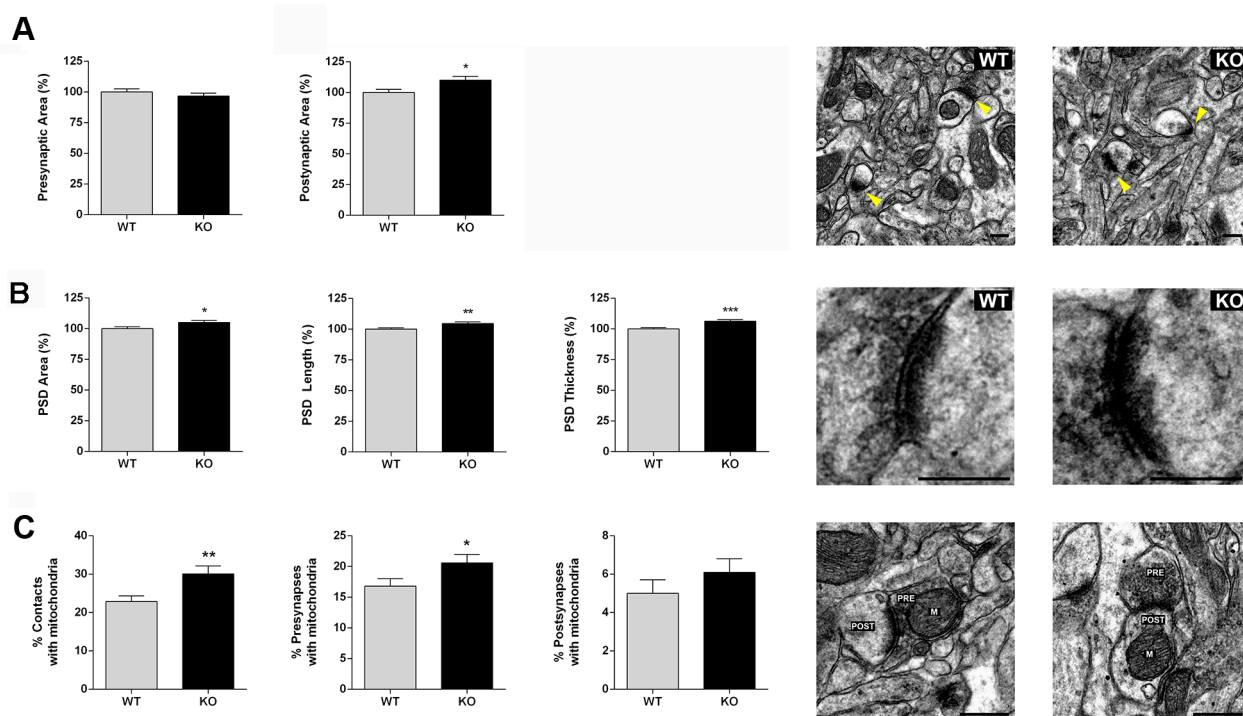 A
Presynaptic Area (%)
125
100
75
50
25
0
WT
KO
Postynaptic Area (%)
125
100
75
50
25
0
*
WT
KO
WT
KO
B
PSD Area (%)
125
100
75
50
25
0
*
WT
KO
PSD Length (%)
125
100
75
50
25
0
**
WT
KO
PSD Thickness (%)
125
100
75
50
25
0
***
WT
KO
WT
KO
C
% Contacts
with mitochondria
40
30
20
10
0
**
WT
KO
% Presynapses
with mitochondria
25
20
15
10
5
0
*
WT
KO
% Postsynapses
with mitochondria
8
6
4
2
0
WT
KO
PRE
POST
M
PRE
POST
M